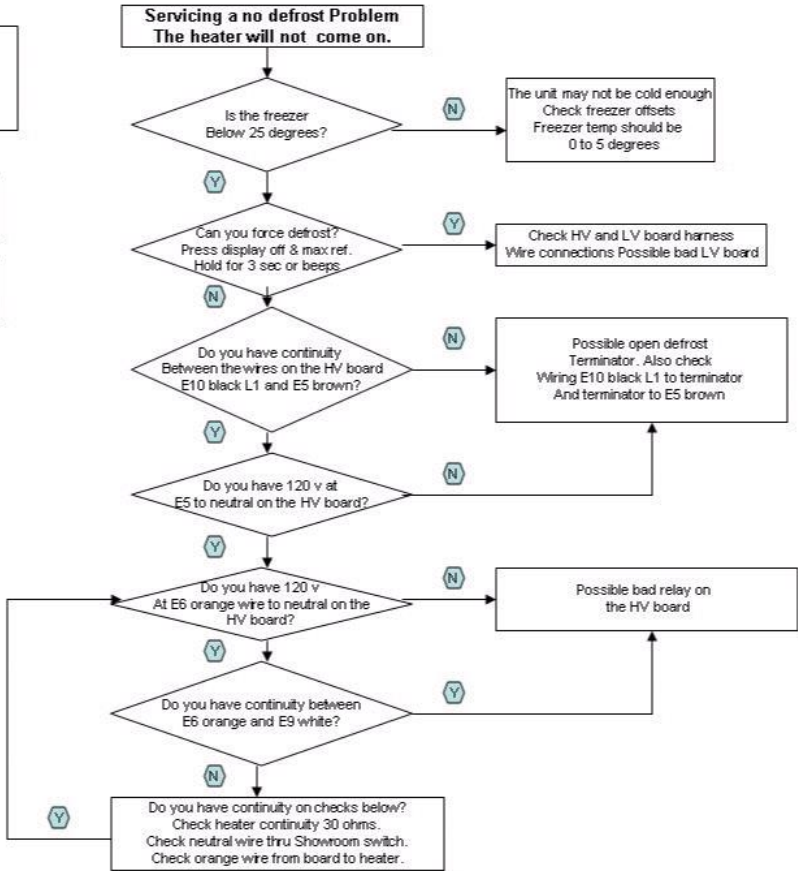 Servicing a no defrost Problem
The heater will not come on.
Is the freezer
Below 25 degrees?
N
The unit may not be cold enough
Check freezer offsets
Freezer temp should be
0 to 5 degrees
Y
Can you force defrost?
Press display off & max ref.
Hold for 3 sec or beeps
Y
Check HV and LV board harness
Wire connections Possible bad LV board
N
Do you have continuity
Between the wires on the HV board
E10 black L1 and E5 brown?
N
Possible open defrost
Terminator. Also check
Wiring E10 black L1 to terminator
And terminator to E5 brown
Y
Do you have 120 v at
E5 to neutral on the HV board?
N
Y
Do you have 120 v
At E6 orange wire to neutral on the
HV board?
N
Possible bad relay on
the HV board
Y
Do you have continuity between
E6 orange and E9 white?
Y
N
Do you have continuity on checks below?
Check heater continuity 30 ohms.
Check neutral wire thru Showroom switch.
Check orange wire from board to heater.
Y